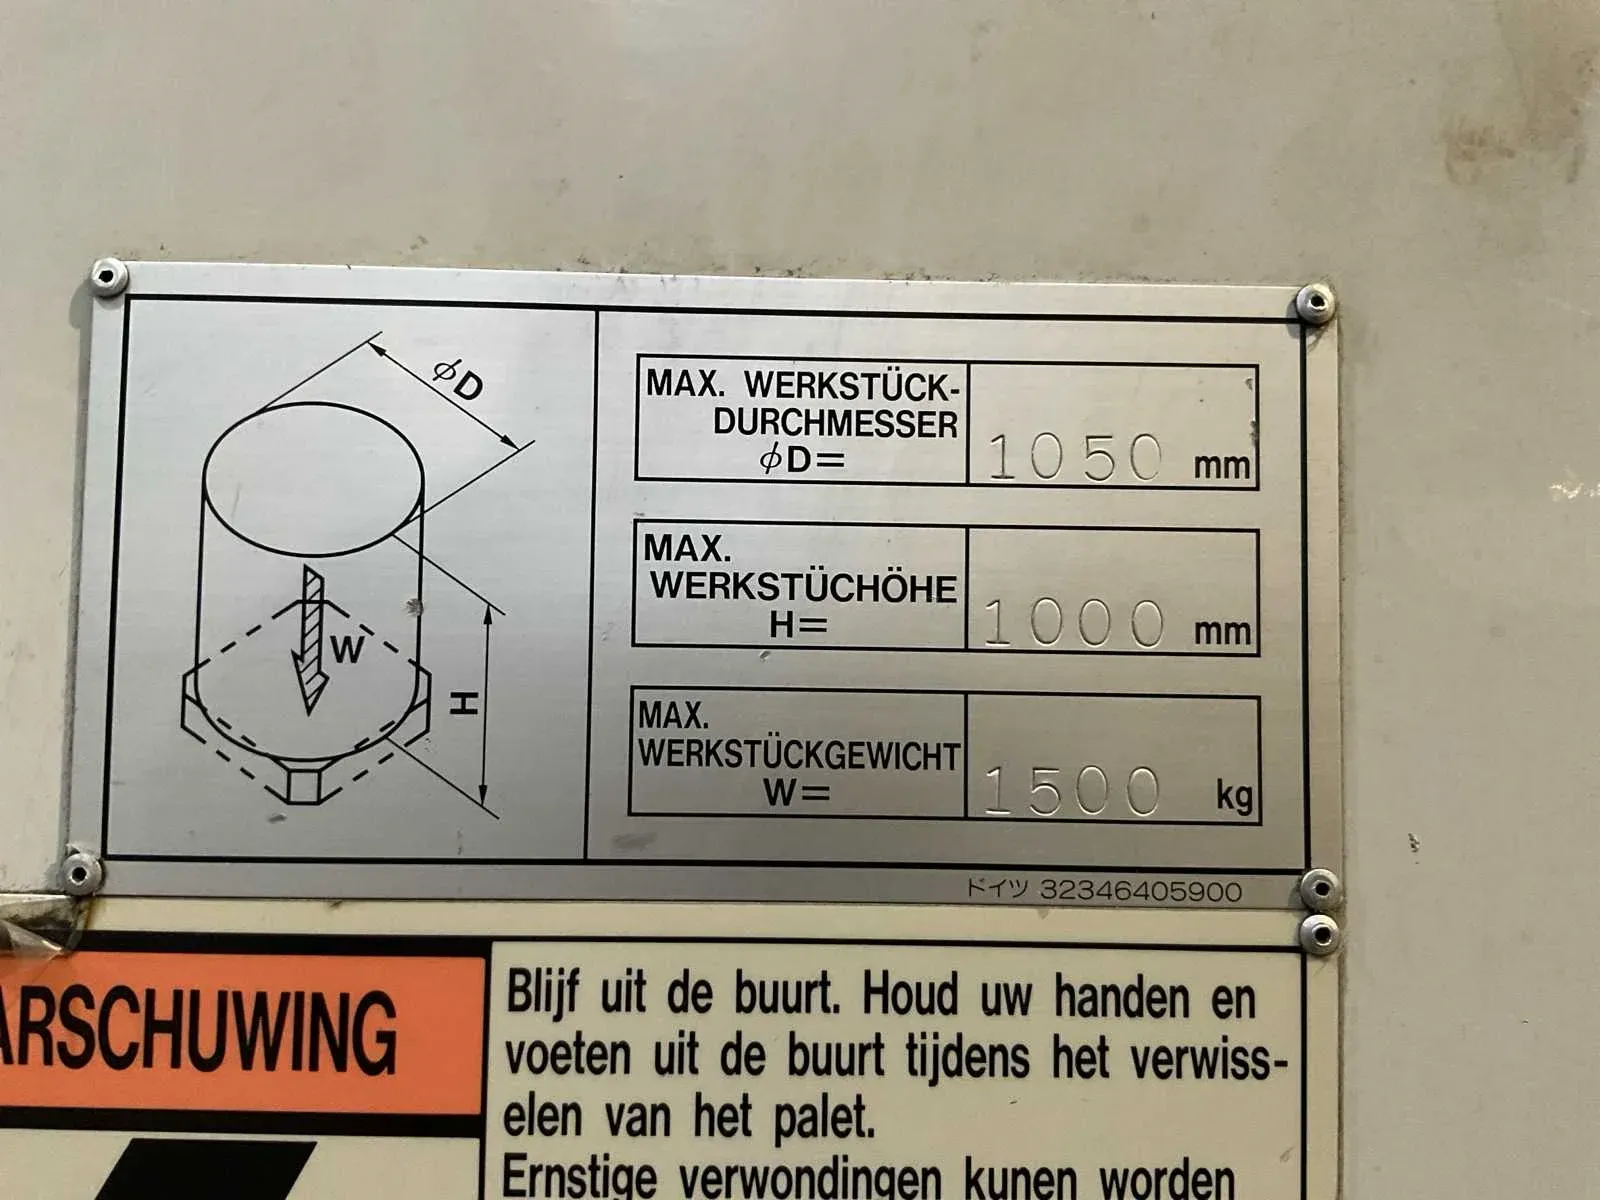 φD
W
H
MAX. WERKSTÜCK-
DURCHMESSER
φD=
1050 mm
MAX.
WERKSTÜCHÖHE
H=
1000 mm
MAX.
WERKSTÜCKGEWICHT
W=
1500 kg
ドイツ 32346405900
ARSCHUWING
Blijf uit de buurt. Houd uw handen en
voeten uit de buurt tijdens het verwiss-
elen van het palet.
Ernstige verwondingen kunen worden